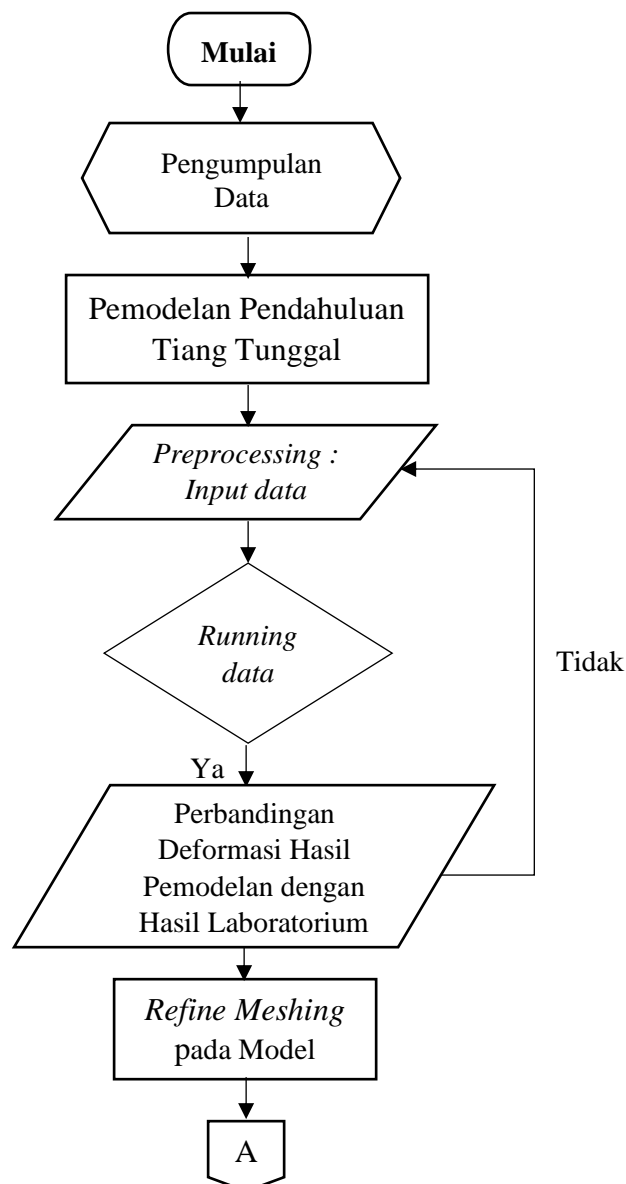 Mulai
Pengumpulan
Data
Pemodelan Pendahuluan
Tiang Tunggal
Preprocessing :
Input data
Running
data
Tidak
Ya
Perbandingan
Deformasi Hasil
Pemodelan dengan
Hasil Laboratorium
Refine Meshing
pada Model
A